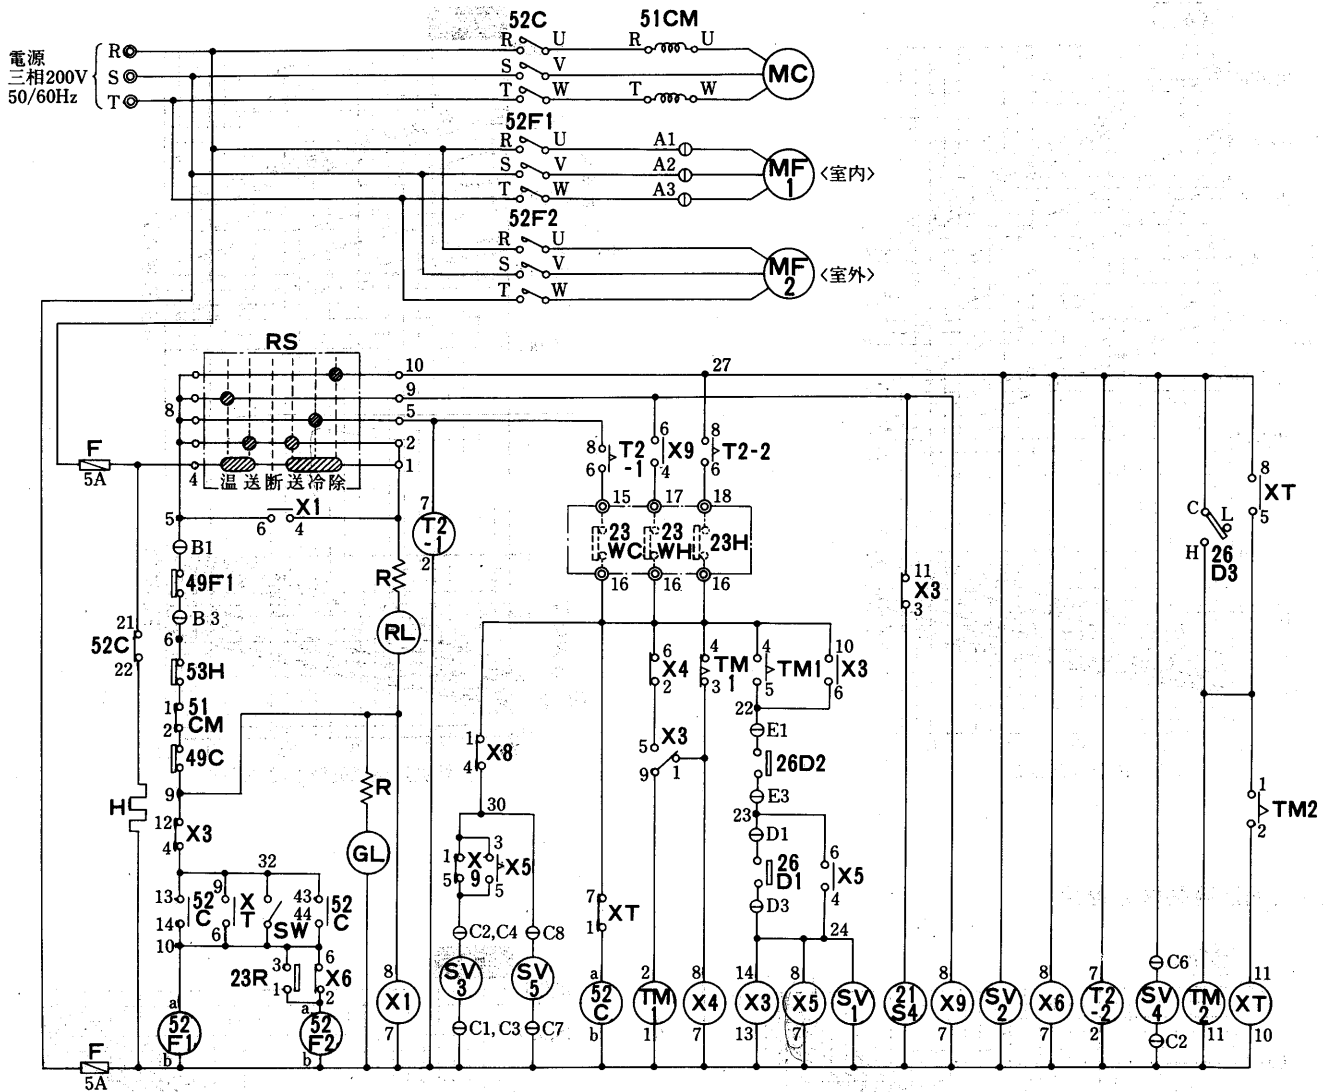 電源
三相200V
50/60Hz
R
S
T
52C
51CM
R U R U
S V
T W T W
MC
52F1
R U A1
S V A2
T W A3
MF
1
〈室内〉
52F2
R U
S V
T W
MF
2
〈室外〉
RS
10
9
8
5
2
4
1
温送断送冷除
27
F
5A
5
6
X1
4
B1
49F1
B3
6
21
52C
22
53H
1
51
CM
2
49C
9
H
12
X3
4
R
RL
7
T2
-1
2
8
T2
-1
6
6
X9
4
8
T2-2
6
15
17
18
23
WC
23
WH
23H
16
16
16
8
XT
5
C
L
H
26
D3
11
X3
3
6
X4
2
4
TM
1
3
4
TM1
5
10
X3
6
22
E1
26D2
E3
5
X3
9
1
1
X8
4
R
GL
30
1
X
9
5
3
X5
5
23
D1
26
D1
D3
6
X5
4
24
1
TM2
2
32
13
52
C
14
9
X
T
6
SW
43
44
52
C
10
23R
3
1
6
X6
2
7
XT
1
C2,C4
C8
C6
a
52
F1
b
a
52
F2
b
8
X1
7
SV
3
C1,C3
SV
5
C7
a
52
C
b
2
TM
1
1
8
X4
7
14
X3
13
8
X5
7
SV
1
21
S4
8
X9
7
SV
2
8
X6
7
7
T2
-2
2
SV
4
C2
TM
2
11
11
XT
10
F
5A